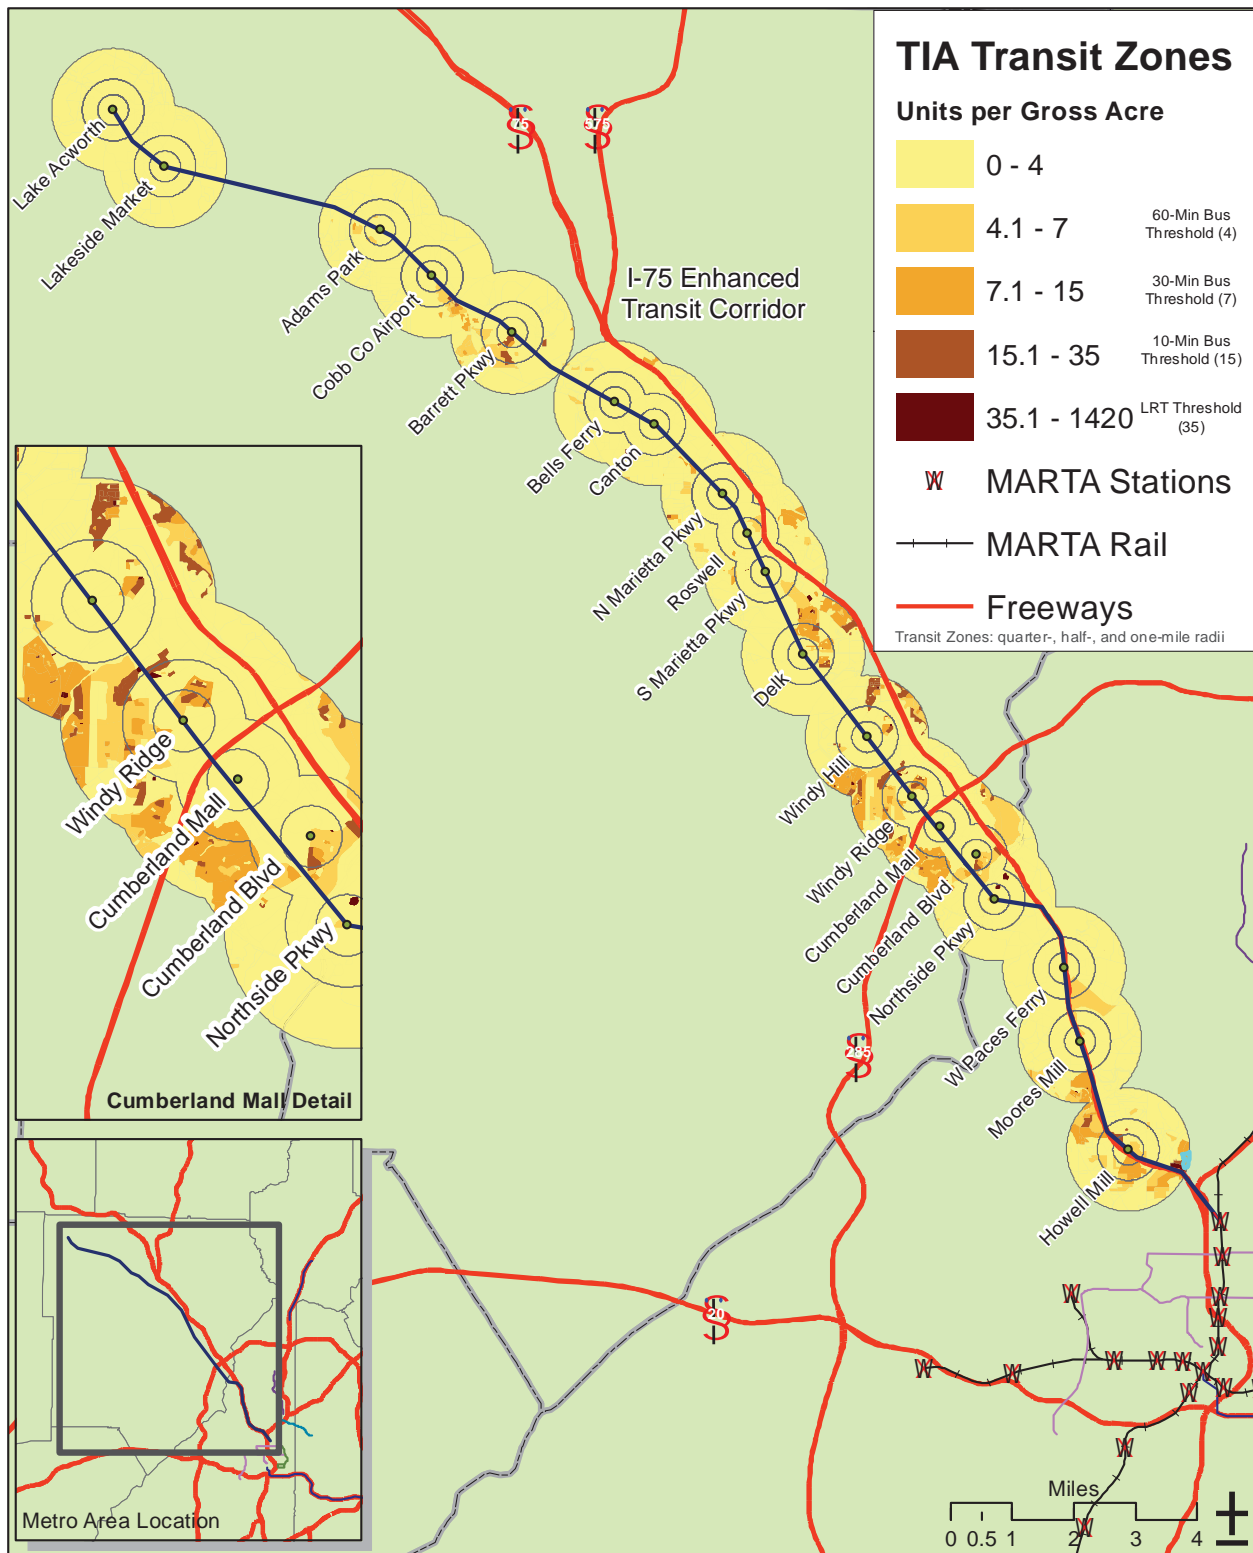 TIA Transit Zones
Units per Gross Acre
0 - 4
4.1 - 7
60-Min Bus
Threshold (4)
7.1 - 15
30-Min Bus
Threshold (7)
15.1 - 35
10-Min Bus
Threshold (15)
35.1 - 1420
LRT Threshold
(35)
MARTA Stations
MARTA Rail
Freeways
Transit Zones: quarter-, half-, and one-mile radii
75
575
I-75 Enhanced
Transit Corridor
Lake Acworth
Lakeside Market
Adams Park
Cobb Co Airport
Barrett Pkwy
Bells Ferry
Canton
N Marietta Pkwy
Roswell
S Marietta Pkwy
Delk
Windy Hill
Windy Ridge
Cumberland Mall
Cumberland Blvd
Northside Pkwy
W Paces Ferry
Moores Mill
Howell Mill
285
20
Windy Ridge
Cumberland Mall
Cumberland Blvd
Northside Pkwy
Cumberland Mall Detail
Metro Area Location
Miles
0 0.5 1 2 3 4